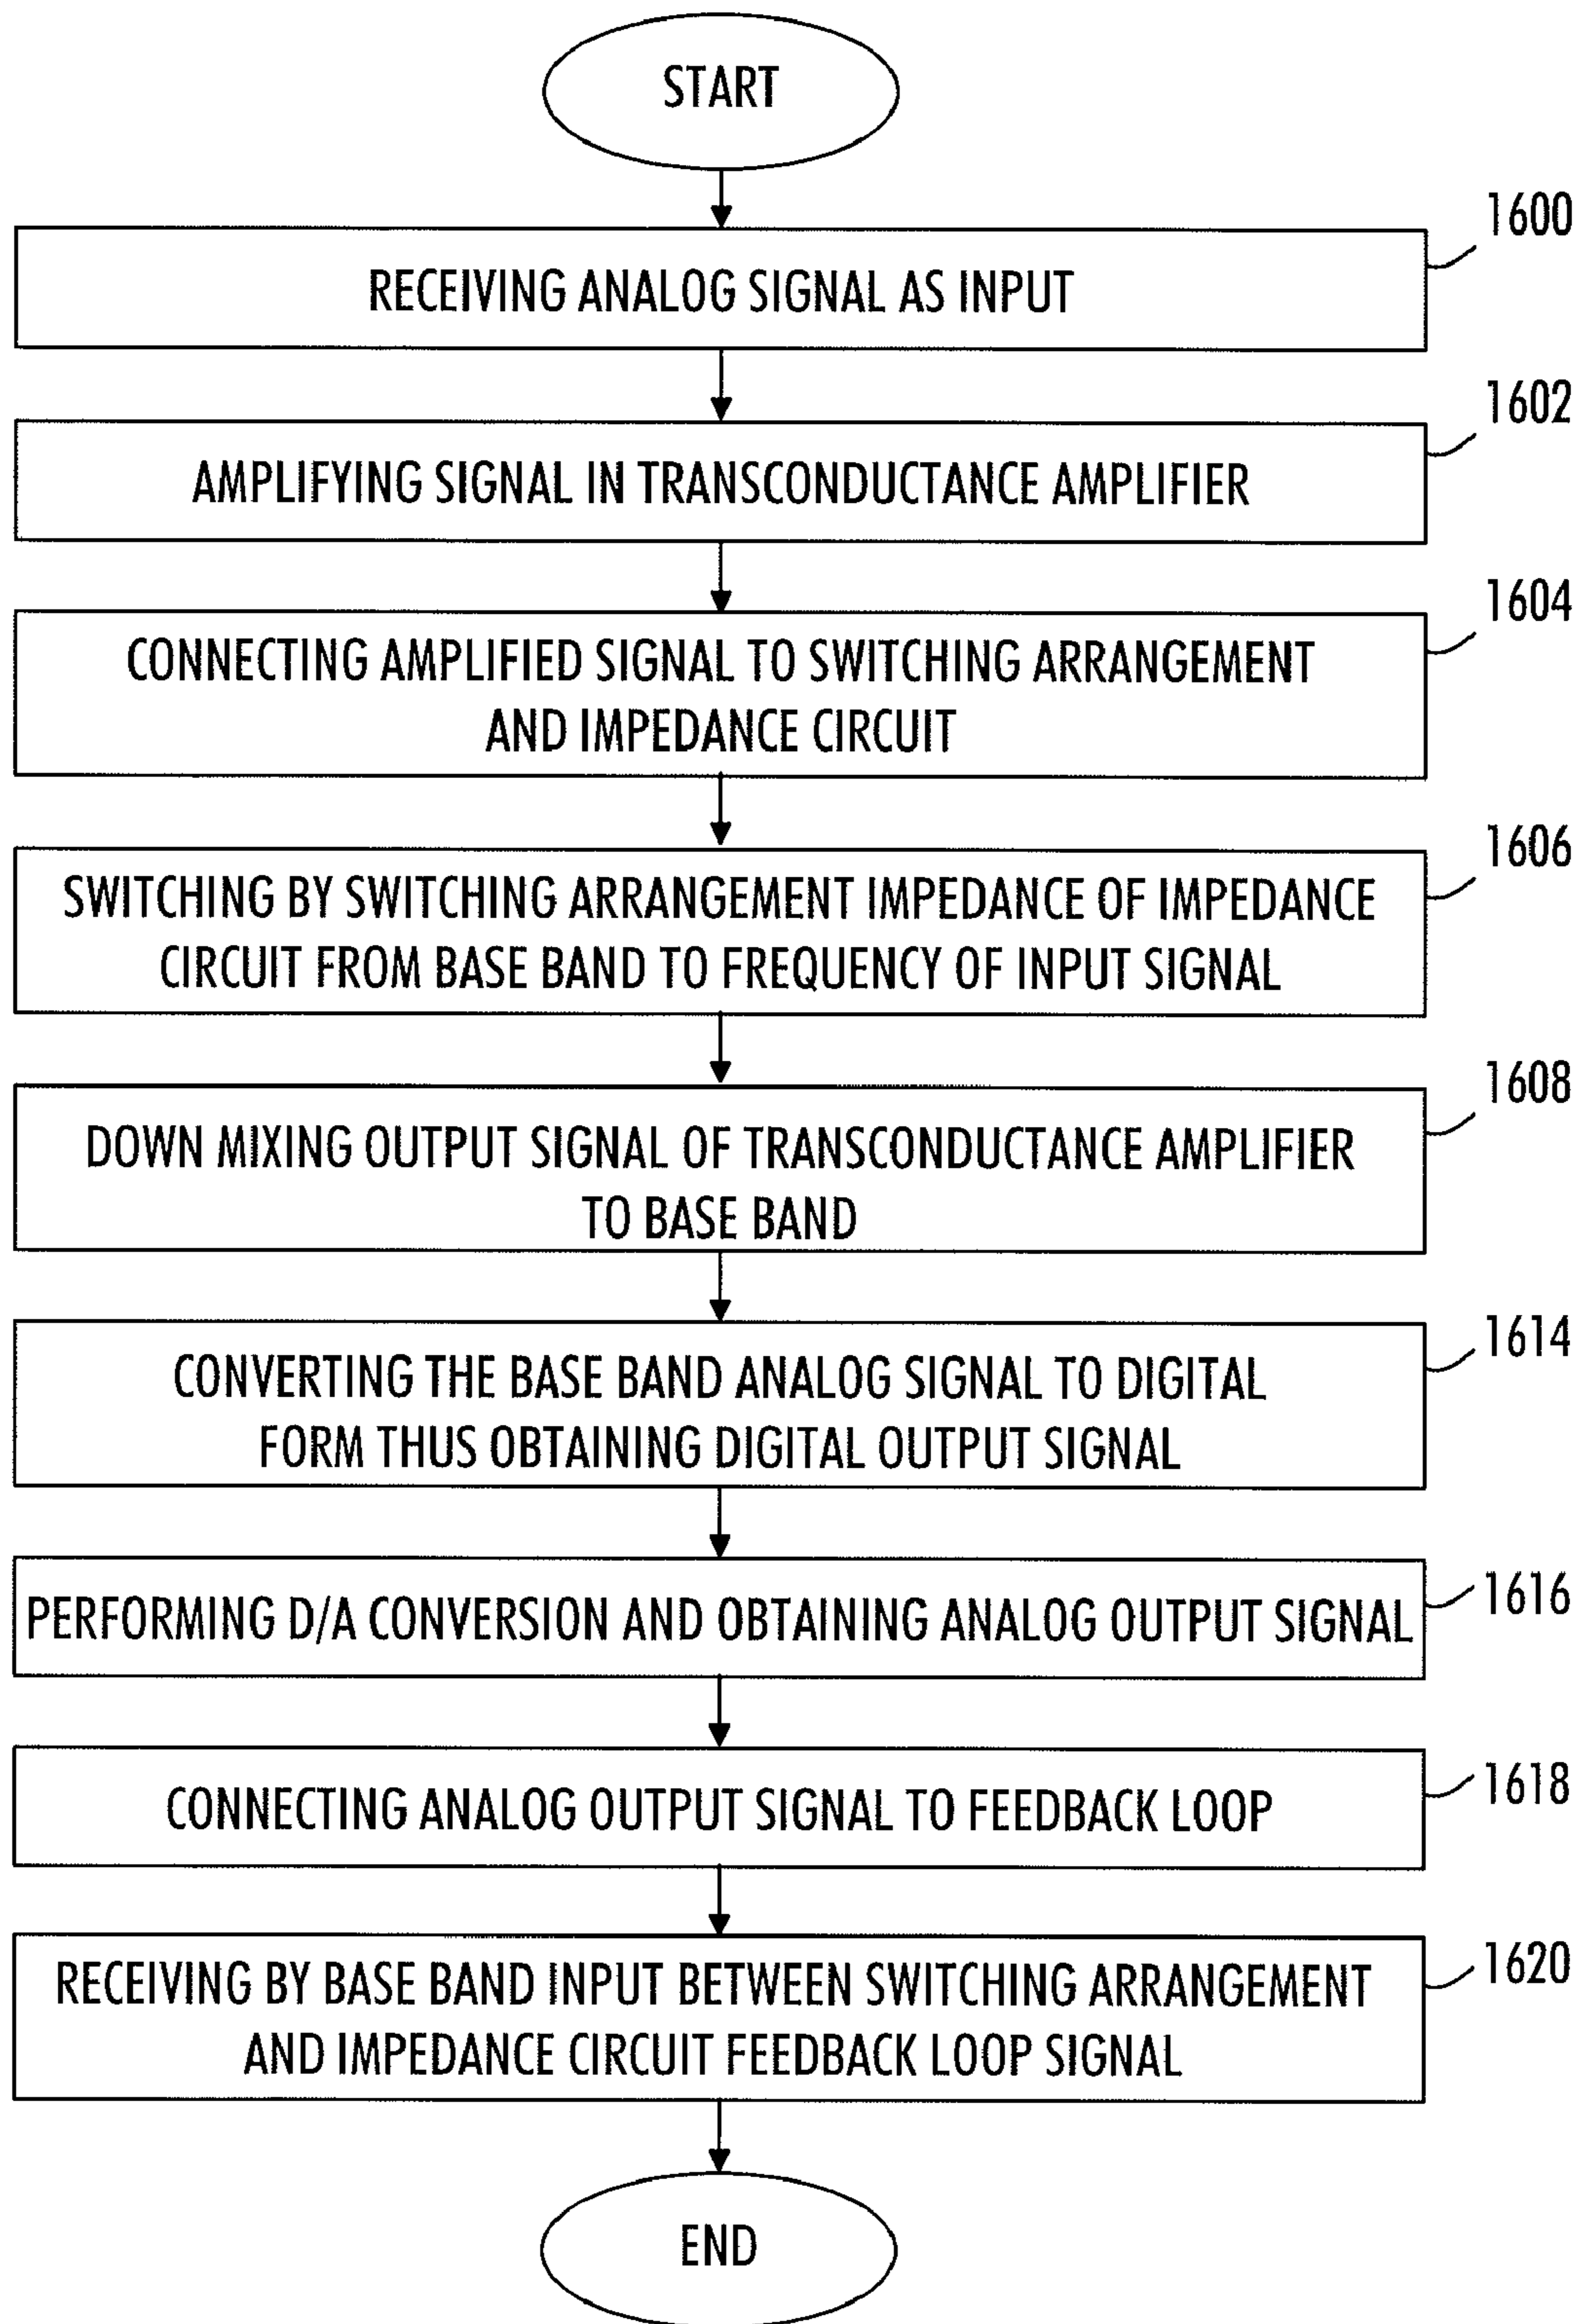 START
1600
RECEIVING ANALOG SIGNAL AS INPUT
1602
AMPLIFYING SIGNAL IN TRANSCONDUCTANCE AMPLIFIER
1604
CONNECTING AMPLIFIED SIGNAL TO SWITCHING ARRANGEMENT
AND IMPEDANCE CIRCUIT
1606
SWITCHING BY SWITCHING ARRANGEMENT IMPEDANCE OF IMPEDANCE
CIRCUIT FROM BASE BAND TO FREQUENCY OF INPUT SIGNAL
1608
DOWN MIXING OUTPUT SIGNAL OF TRANSCONDUCTANCE AMPLIFIER
TO BASE BAND
1614
CONVERTING THE BASE BAND ANALOG SIGNAL TO DIGITAL
FORM THUS OBTAINING DIGITAL OUTPUT SIGNAL
1616
PERFORMING D/A CONVERSION AND OBTAINING ANALOG OUTPUT SIGNAL
1618
CONNECTING ANALOG OUTPUT SIGNAL TO FEEDBACK LOOP
1620
RECEIVING BY BASE BAND INPUT BETWEEN SWITCHING ARRANGEMENT
AND IMPEDANCE CIRCUIT FEEDBACK LOOP SIGNAL
END